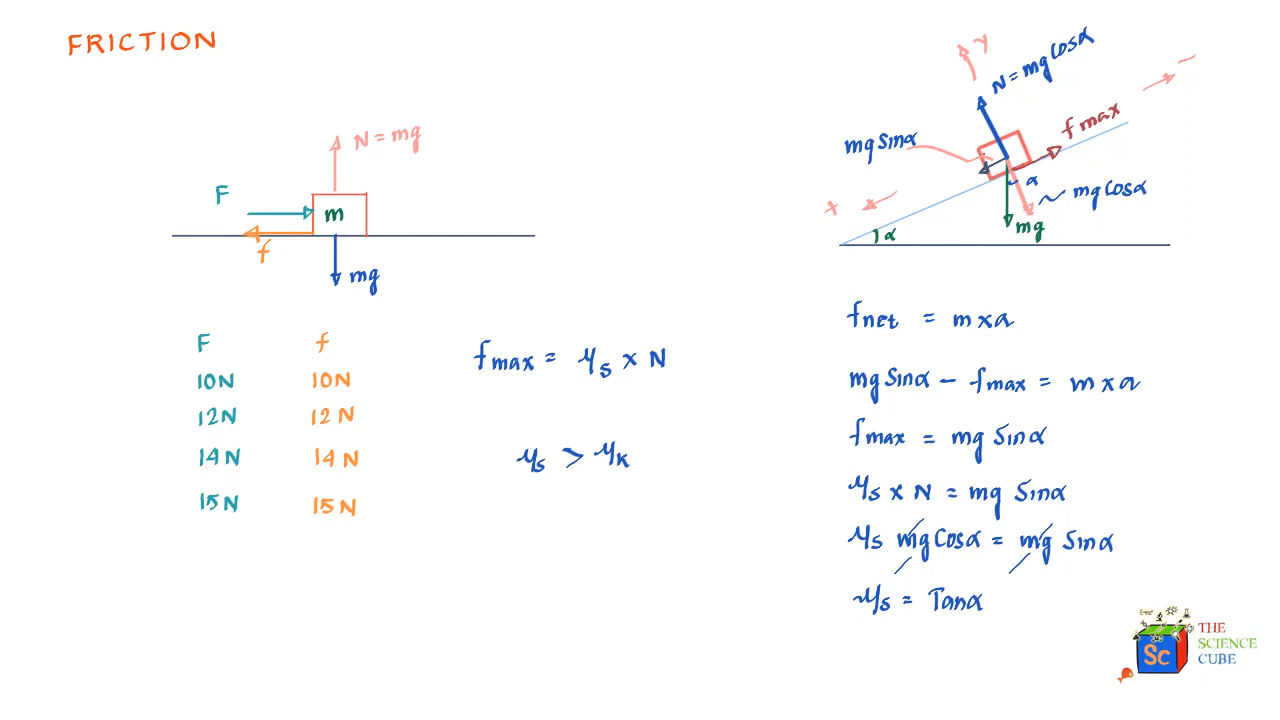 FRICTION
N = mg
F
m
f
mg
F f
10N 10N
12N 12N
14N 14N
15N 15N
fmax = μs × N
μs > μk
Y
N = mg Cosα
-
f max
mg Sinα
α
mg Cosα
+
mg
α
fnet = m × a
mg Sinα - fmax = m × a
fmax = mg Sinα
μs × N = mg Sinα
μs mg Cosα = mg Sinα
μs = Tanα
Sc
THE
SCIENCE
CUBE